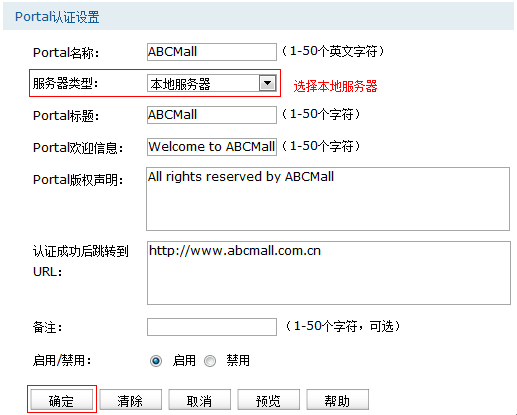 Portal认证设置
Portal名称： ABCMall （1-50个英文字符）
服务器类型： 本地服务器 选择本地服务器
Portal标题： ABCMall （1-50个字符）
Portal欢迎信息： Welcome to ABCMall （1-50个字符）
Portal版权声明： All rights reserved by ABCMall
认证成功后跳转到 http://www.abcmall.com.cn
URL：
备注： （1-50个字符，可选）
启用/禁用： 启用 禁用
确定 清除 取消 预览 帮助